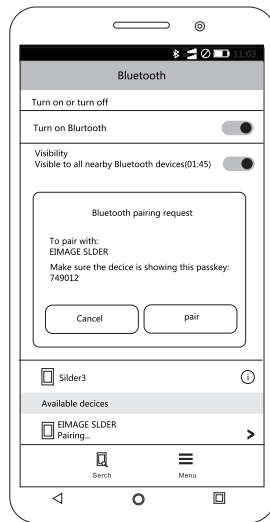 11:03
Bluetooth
Turn on or turn off
Turn on Blurtooth
Visibility
Visible to all nearby Bluetooth devices(01:45)
Bluetooth pairing request
To pair with:
EIMAGE SLDER
Make sure the decice is showing this passkey:
749012
Cancel
pair
Silder3
Available decices
EIMAGE SLDER
Pairing...
Serch
Menu